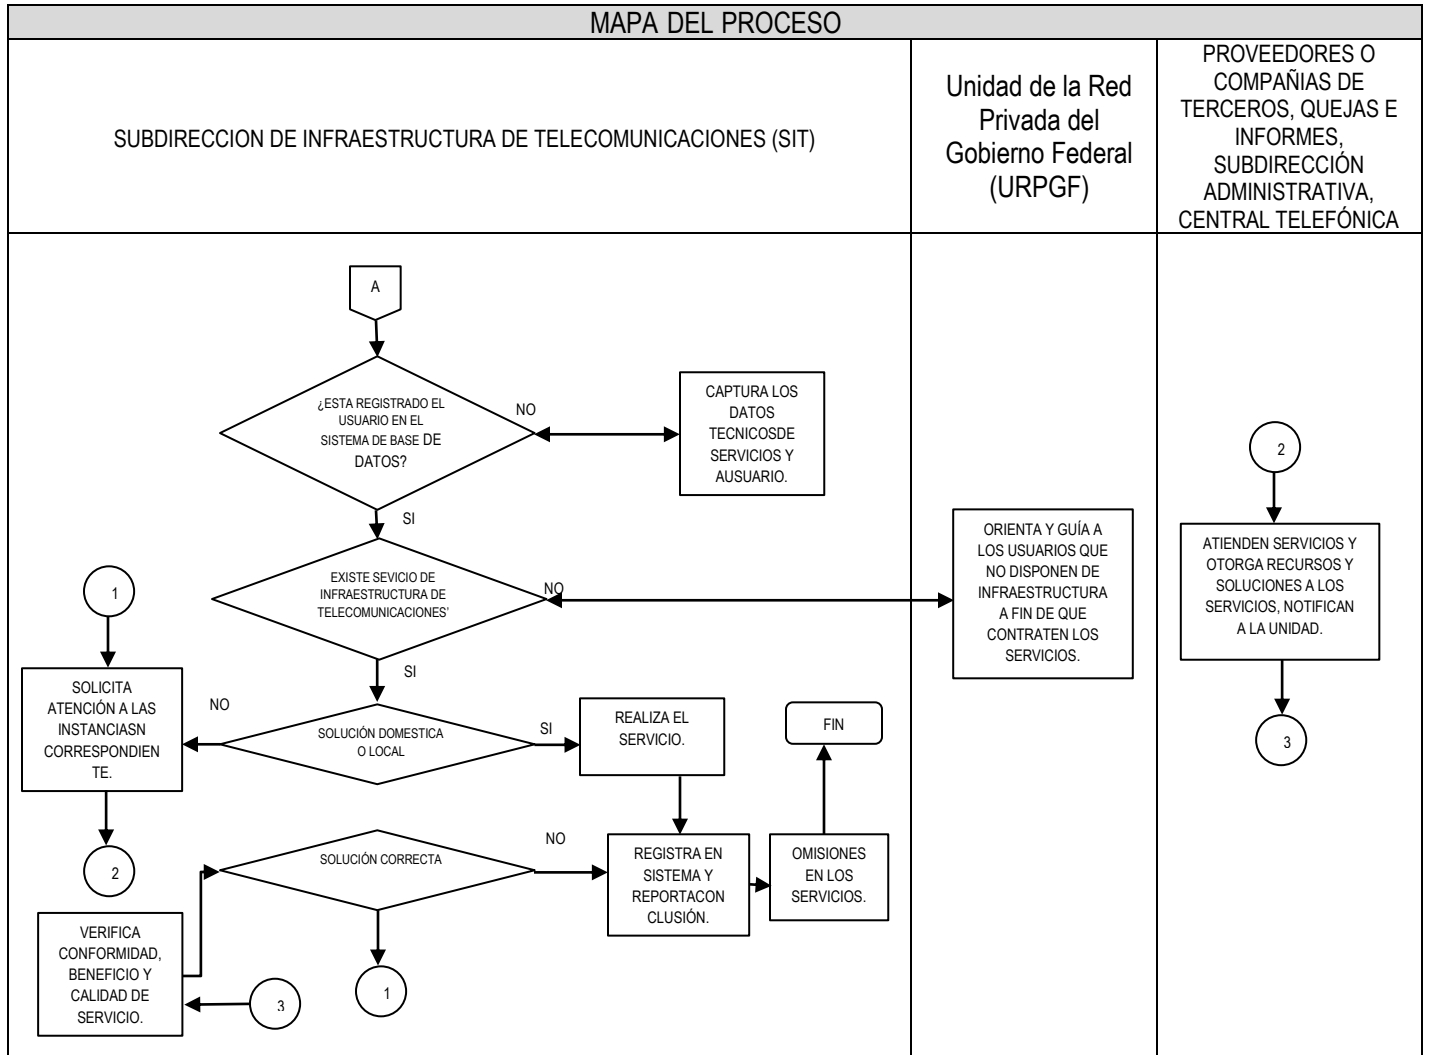 MAPA DEL PROCESO
SUBDIRECCION DE INFRAESTRUCTURA DE TELECOMUNICACIONES (SIT)
Unidad de la Red
Privada del
Gobierno Federal
(URPGF)
PROVEEDORES O
COMPAÑIAS DE
TERCEROS, QUEJAS E
INFORMES,
SUBDIRECCIÓN
ADMINISTRATIVA,
CENTRAL TELEFÓNICA
A
¿ESTA REGISTRADO EL
USUARIO EN EL
SISTEMA DE BASE DE
DATOS?
NO
CAPTURA LOS
DATOS
TECNICOSDE
SERVICIOS Y
AUSUARIO.
SI
EXISTE SEVICIO DE
INFRAESTRUCTURA DE
TELECOMUNICACIONES'
NO
ORIENTA Y GUÍA A
LOS USUARIOS QUE
NO DISPONEN DE
INFRAESTRUCTURA
A FIN DE QUE
CONTRATEN LOS
SERVICIOS.
2
ATIENDEN SERVICIOS Y
OTORGA RECURSOS Y
SOLUCIONES A LOS
SERVICIOS, NOTIFICAN
A LA UNIDAD.
3
1
SOLICITA
ATENCIÓN A LAS
INSTANCIASN
CORRESPONDIEN
TE.
NO
SI
SOLUCIÓN DOMESTICA
O LOCAL
SI
REALIZA EL
SERVICIO.
FIN
2
SOLUCIÓN CORRECTA
NO
REGISTRA EN
SISTEMA Y
REPORTACON
CLUSIÓN.
OMISIONES
EN LOS
SERVICIOS.
VERIFICA
CONFORMIDAD,
BENEFICIO Y
CALIDAD DE
SERVICIO.
3
1